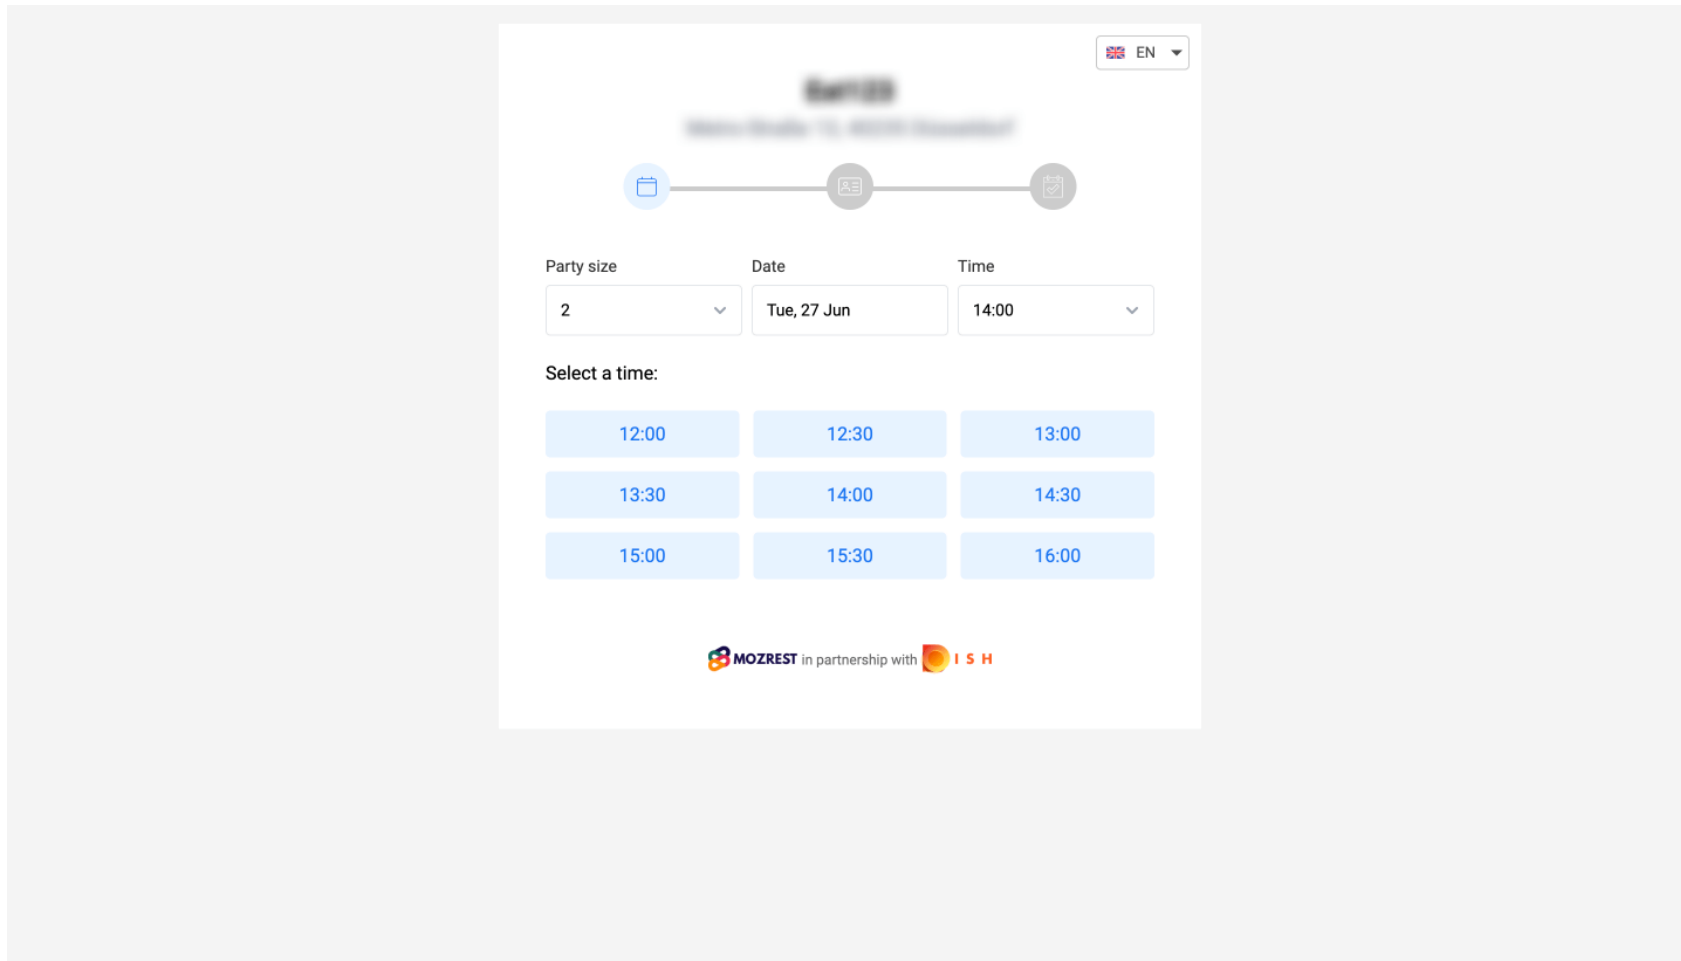 EN
Party size Date Time
2 Tue, 27 Jun 14:00
Select a time:
12:00 12:30 13:00
13:30 14:00 14:30
15:00 15:30 16:00
MOZREST in partnership with DISH